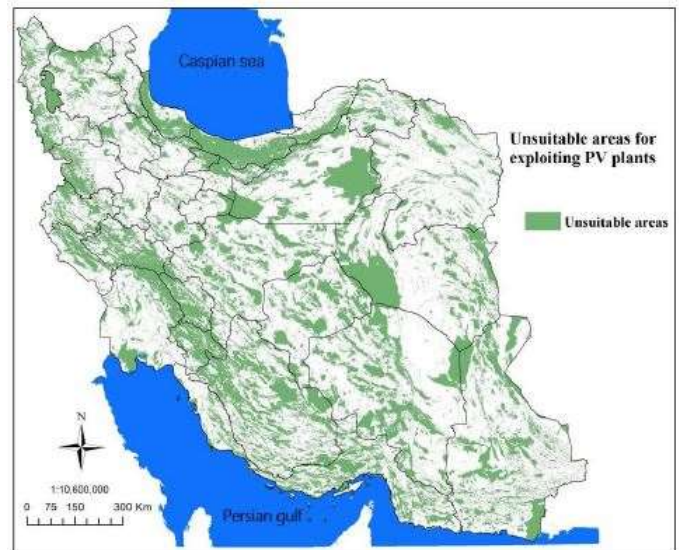 Caspian sea
Unsuitable areas for
exploiting PV plants
Unsuitable areas
N
1:10,600,000
0 75 150 300 Km
Persian gulf